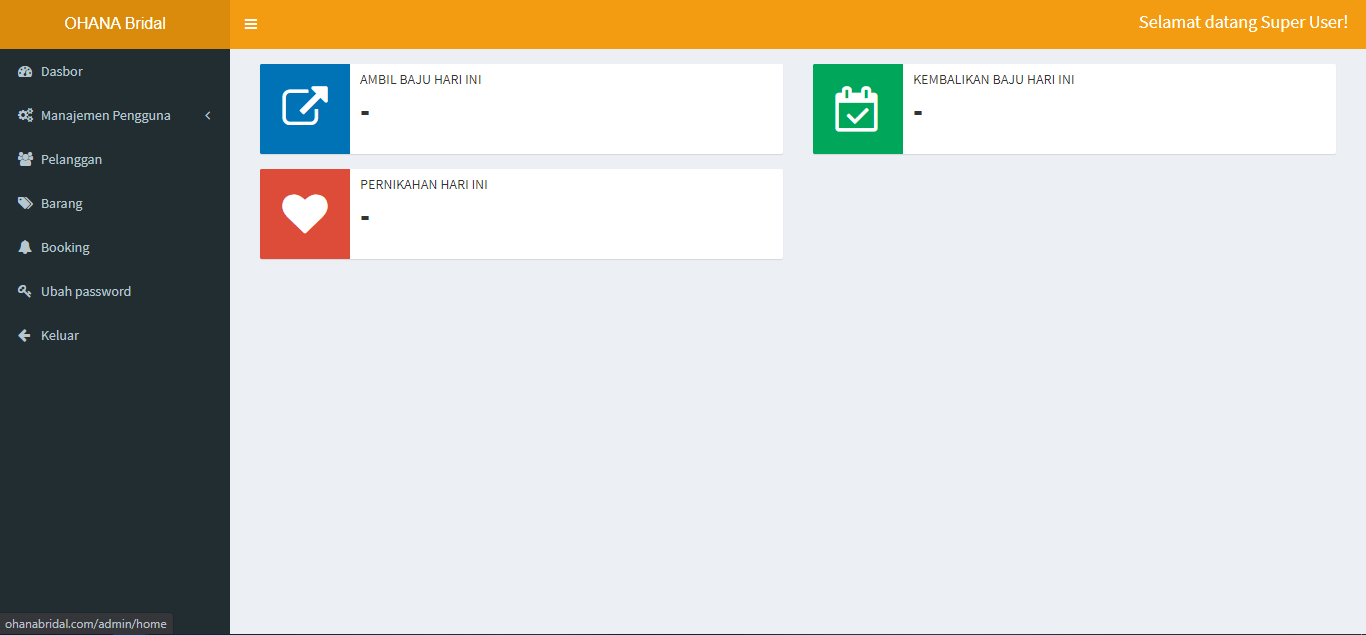 OHANA Bridal
Selamat datang Super User!
Dasbor
Manajemen Pengguna
Pelanggan
Barang
Booking
Ubah password
Keluar
AMBIL BAJU HARI INI
-
KEMBALIKAN BAJU HARI INI
-
PERNIKAHAN HARI INI
-
ohanabridal.com/admin/home